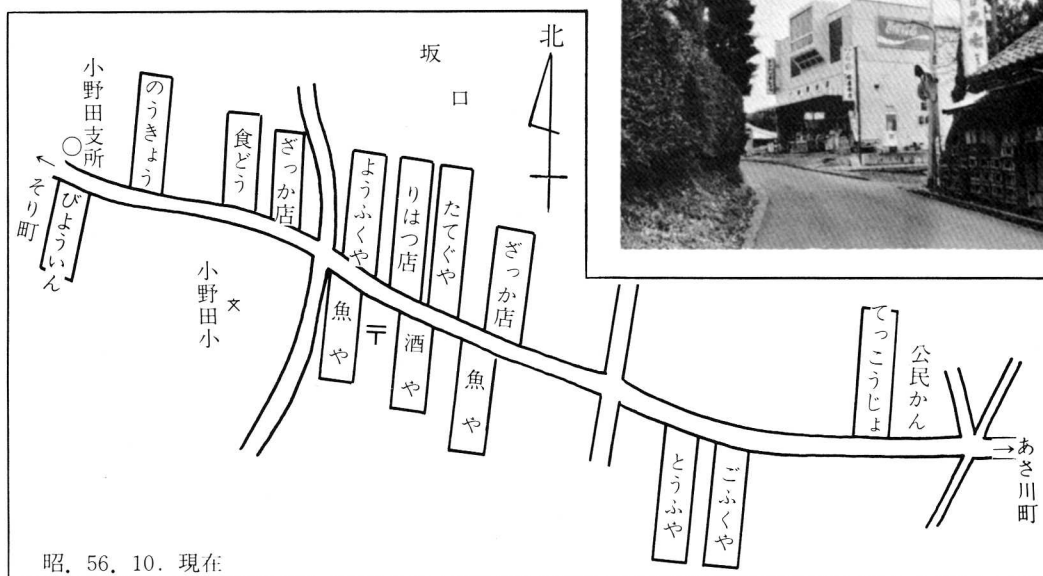 坂口
北
小野田支所
のうきょう
食どう
ざっか店
ようふくや
りはつ店
たてぐや
ざっか店
そり町
びよういん
小野田小
文
魚や
〒
酒や
魚や
てっこうじょ
公民かん
あさ川町
とうふや
ごふくや
昭. 56. 10. 現在
Coca-Cola